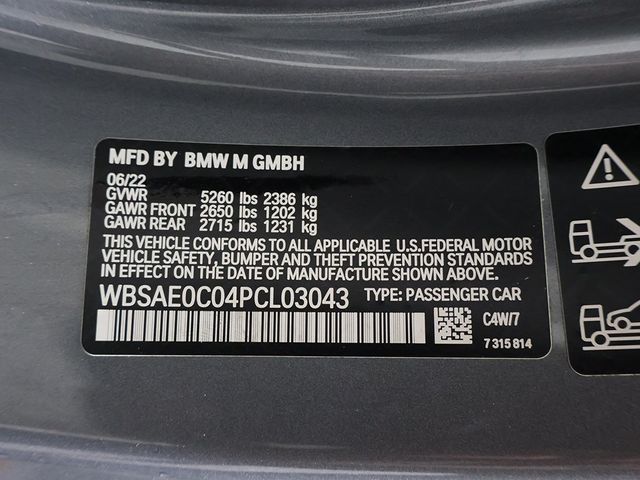 MFD BY BMW M GMBH
06/22
GVWR 5260 lbs 2386 kg
GAWR FRONT 2650 lbs 1202 kg
GAWR REAR 2715 lbs 1231 kg
THIS VEHICLE CONFORMS TO ALL APPLICABLE U.S.FEDERAL MOTOR
VEHICLE SAFETY, BUMPER, AND THEFT PREVENTION STANDARDS
IN EFFECT ON THE DATE OF MANUFACTURE SHOWN ABOVE.
WBSAE0C04PCL03043 TYPE: PASSENGER CAR
C4W/7
7 315 814